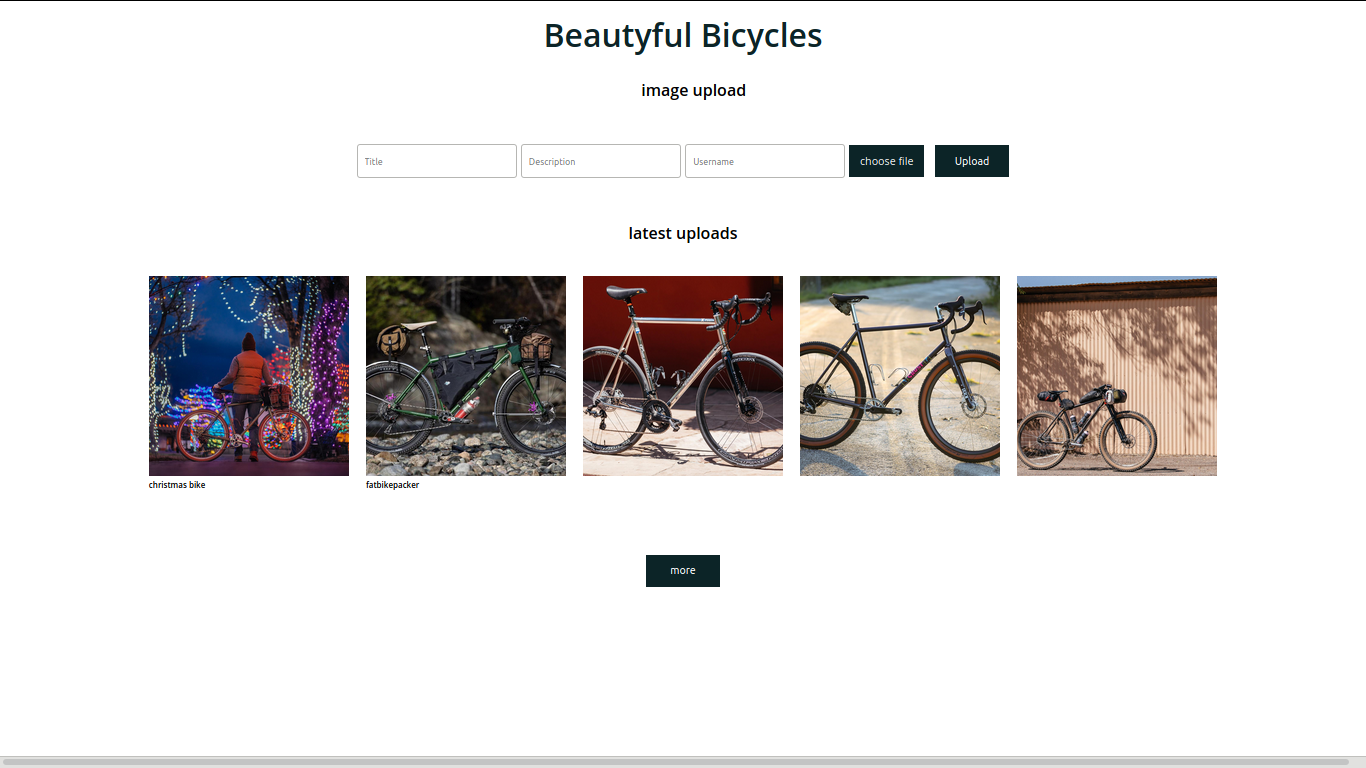 Beautyful Bicycles
image upload
Title Description Username choose file Upload
latest uploads
christmas bike fatbikepacker
more